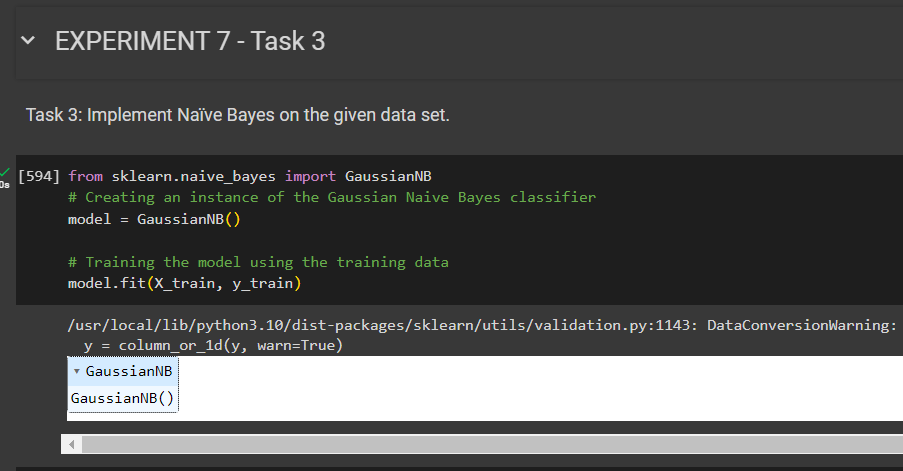 EXPERIMENT 7 - Task 3
Task 3: Implement Naïve Bayes on the given data set.
[594] from sklearn.naive_bayes import GaussianNB
0s
# Creating an instance of the Gaussian Naive Bayes classifier
model = GaussianNB()
# Training the model using the training data
model.fit(X_train, y_train)
/usr/local/lib/python3.10/dist-packages/sklearn/utils/validation.py:1143: DataConversionWarning:
y = column_or_1d(y, warn=True)
GaussianNB
GaussianNB()